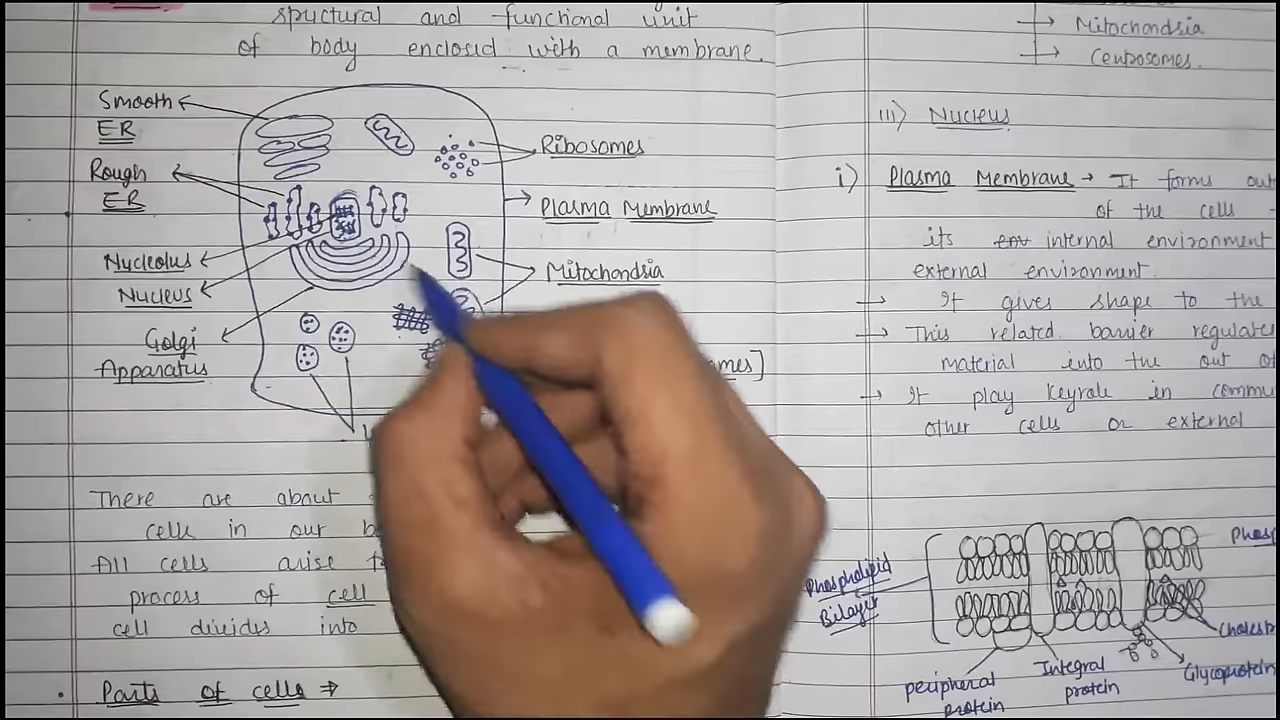 structural and functional unit
of body enclosed with a membrane.
Smooth
ER
Rough
ER
Nucleolus
Nucleus
Golgi
Apparatus
Ribosomes
Plasma Membrane
Mitochondria
omes]
There are about
cells in our b
All cells arise f
process of cell
cell divides into
• Parts of cells ⇒
→ Mitochondria
→ Centrosomes.
iii) Nucleus
i) Plasma Membrane → It forms out
of the cells
its internal environment
external environment.
→ It gives shape to the
→ This related barrier regulate
material into the out of
→ It play keyrole in commu
other cells or external
Phospholipid
Bilayer
Phosp
Cholest
Glycoprotein
Integral
protein
peripheral
protein